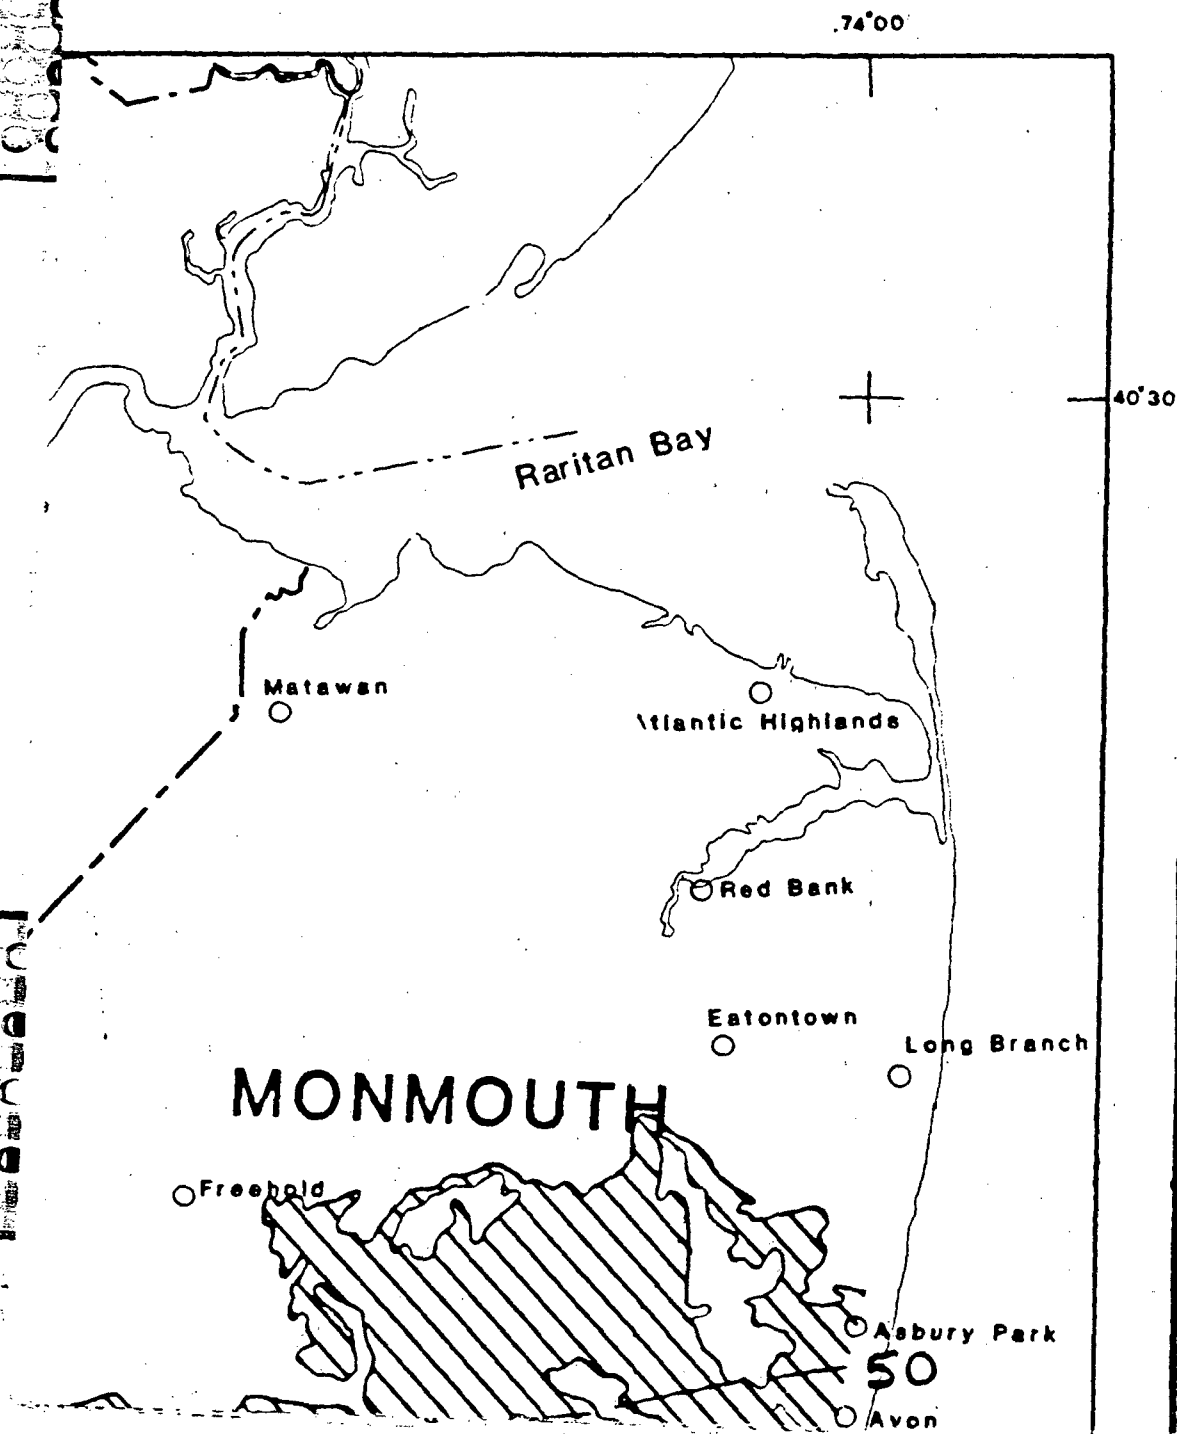 74°00'
40°30
Raritan Bay
Matawan
Atlantic Highlands
Red Bank
Eatontown
Long Branch
MONMOUTH
Freehold
Asbury Park
50
Avon